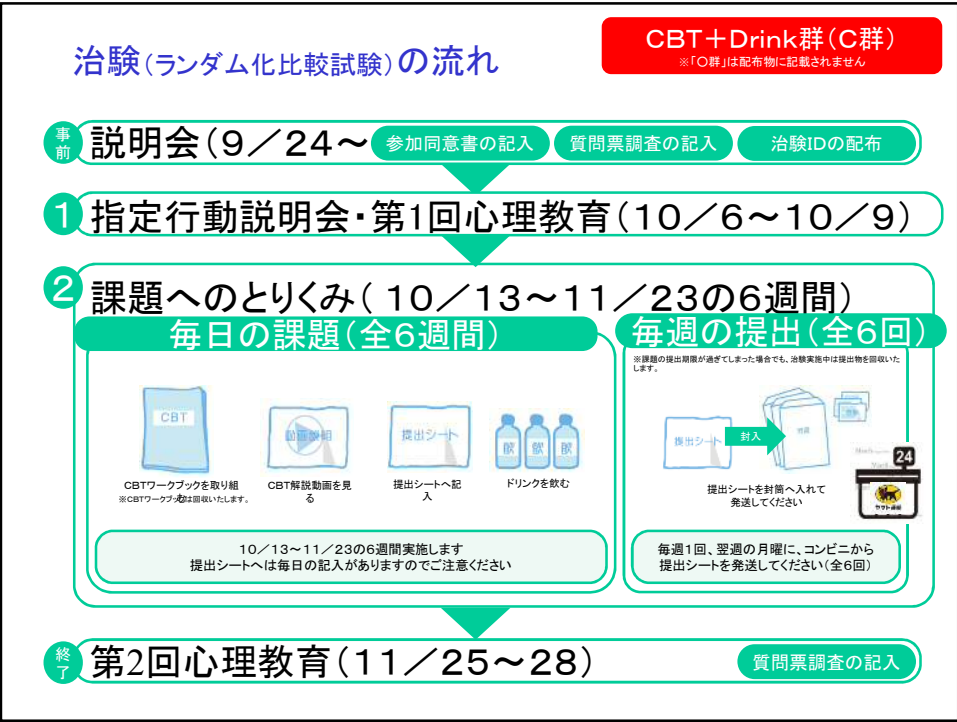 治験(ランダム化比較試験)の流れ
CBT＋Drink群(C群)
※「○群」は配布物に記載されません
事前
説明会(9／24～
参加同意書の記入
質問票調査の記入
治験IDの配布
1
指定行動説明会・第1回心理教育(10／6～10／9)
2
課題へのとりくみ( 10／13～11／23の6週間)
毎日の課題(全6週間)
CBT
提出シート
飲 飲 飲
CBTワークブックを取り組
む
※CBTワークブックは回収いたします。
CBT解説動画を見
る
提出シートへ記
入
ドリンクを飲む
10／13～11／23の6週間実施します
提出シートへは毎日の記入がありますのでご注意ください
毎週の提出(全6回)
※課題の提出期限が過ぎてしまった場合でも、治験実施中は提出物を回収いた
します。
提出シート
封入
24
ヤマト運輸
提出シートを封筒へ入れて
発送してください
毎週1回、翌週の月曜に、コンビニから
提出シートを発送してください(全6回)
終了
第2回心理教育(11／25～28)
質問票調査の記入